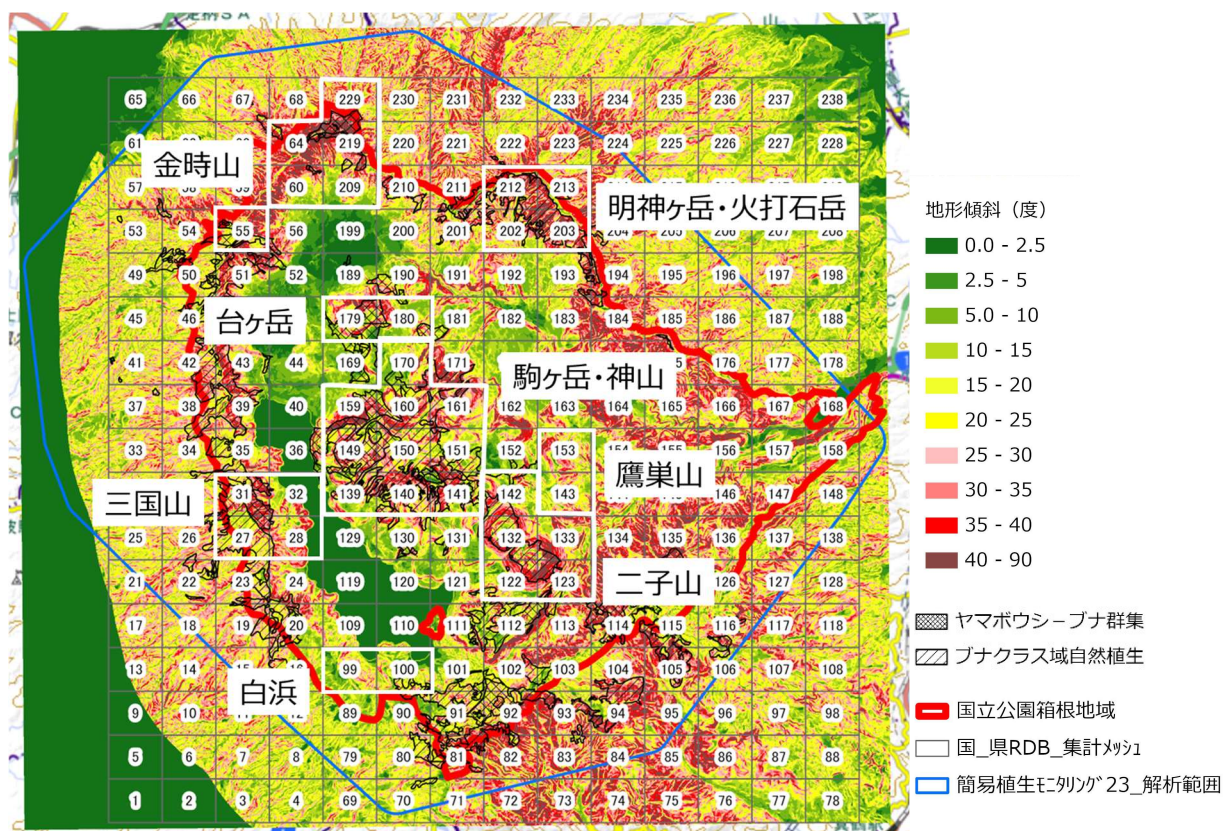 足柄SA
山
65 66 67 68 229 230 231 232 233 234 235 236 237 238
61 64 219 220 221 222 223 224 225 226 227 228
金時山
57 60 209 210 211 212 213
明神ヶ岳・火打石岳
53 54 55 56 199 200 201 202 203 204 205 206 207 208
49 50 51 52 189 190 191 192 193 194 195 196 197 198
45 46 179 180 181 182 183 184 185 186 187 188
台ヶ岳
41 42 43 44 169 170 171 176 177 178
駒ヶ岳・神山
37 38 39 40 159 160 161 162 163 164 165 166 167 168
33 34 35 36 149 150 151 152 153 154 155 156 157 158
鷹巣山
三国山
31 32 139 140 141 142 143 146 147 148
25 26 27 28 129 130 131 132 133 134 135 136 137 138
21 22 23 24 119 120 121 122 123 126 127 128
二子山
17 18 19 20 109 110 111 112 113 114 115 116 117 118
13 14 15 16 99 100 101 102 103 104 105 106 107 108
白浜
9 10 11 12 89 90 91 92 93 94 95 96 97 98
5 6 7 8 79 80 81 82 83 84 85 86 87 88
1 2 3 4 69 70 71 72 73 74 75 76 77 78
地形傾斜（度）
0.0 - 2.5
2.5 - 5
5.0 - 10
10 - 15
15 - 20
20 - 25
25 - 30
30 - 35
35 - 40
40 - 90
ヤマボウシ－ブナ群集
ブナクラス域自然植生
国立公園箱根地域
国_県RDB_集計メッシュ
簡易植生モニタリング23_解析範囲